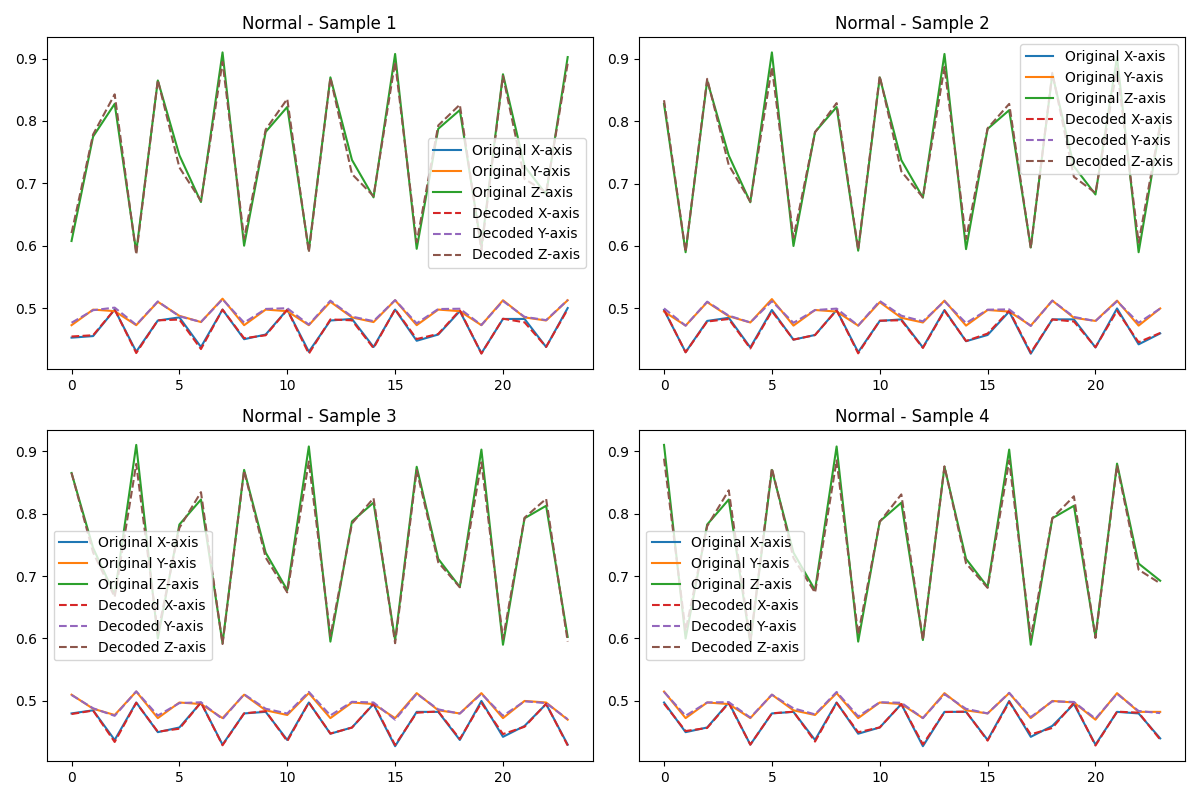 Normal - Sample 1
0.9
0.8
0.7
0.6
0.5
0
5
10
15
20
Original X-axis
Original Y-axis
Original Z-axis
Decoded X-axis
Decoded Y-axis
Decoded Z-axis
Normal - Sample 2
0.9
0.8
0.7
0.6
0.5
0
5
10
15
20
Original X-axis
Original Y-axis
Original Z-axis
Decoded X-axis
Decoded Y-axis
Decoded Z-axis
Normal - Sample 3
0.9
0.8
0.7
0.6
0.5
0
5
10
15
20
Original X-axis
Original Y-axis
Original Z-axis
Decoded X-axis
Decoded Y-axis
Decoded Z-axis
Normal - Sample 4
0.9
0.8
0.7
0.6
0.5
0
5
10
15
20
Original X-axis
Original Y-axis
Original Z-axis
Decoded X-axis
Decoded Y-axis
Decoded Z-axis